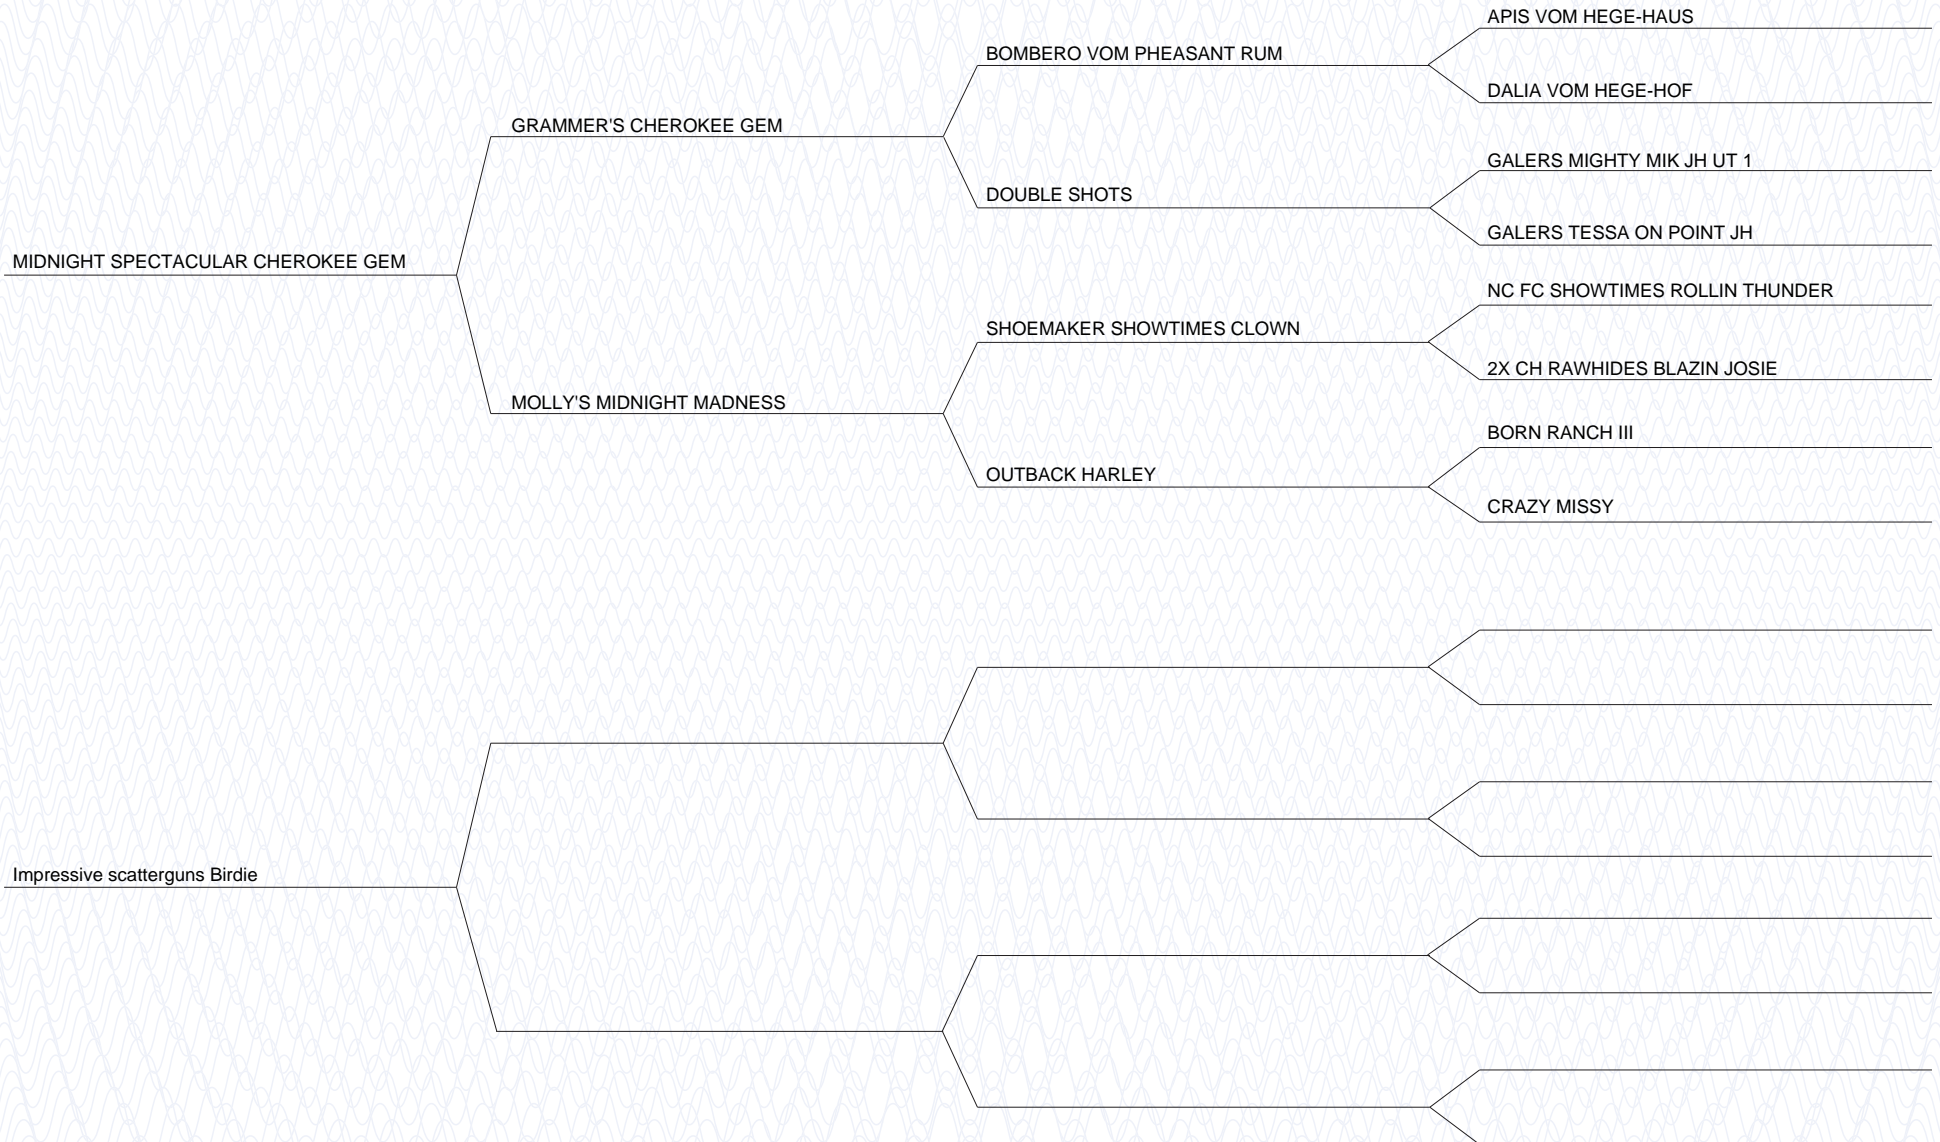 APIS VOM HEGE-HAUS
BOMBERO VOM PHEASANT RUM
DALIA VOM HEGE-HOF
GRAMMER'S CHEROKEE GEM
GALERS MIGHTY MIK JH UT 1
DOUBLE SHOTS
GALERS TESSA ON POINT JH
MIDNIGHT SPECTACULAR CHEROKEE GEM
NC FC SHOWTIMES ROLLIN THUNDER
SHOEMAKER SHOWTIMES CLOWN
2X CH RAWHIDES BLAZIN JOSIE
MOLLY'S MIDNIGHT MADNESS
BORN RANCH III
OUTBACK HARLEY
CRAZY MISSY
Impressive scatterguns Birdie